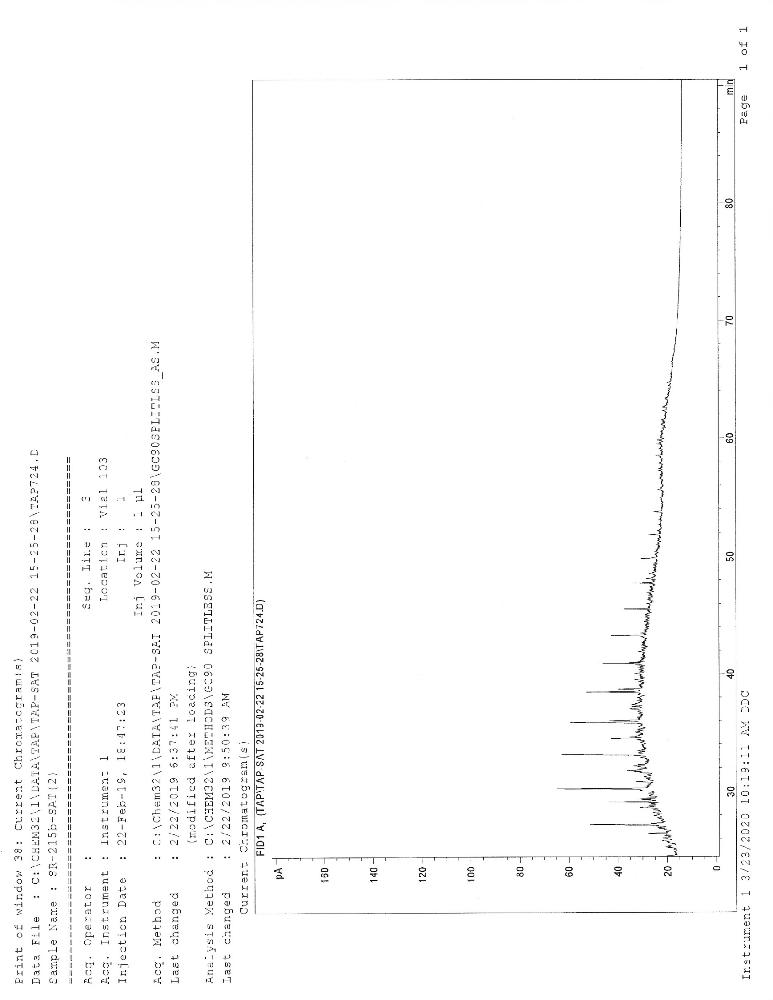 Print of window 38: Current Chromatogram(s)
Data File : C:\CHEM32\1\DATA\TAP\TAP-SAT 2019-02-22 15-25-28\TAP724.D
Sample Name : SR-215b-SAT(2)
=====================================================================
Acq. Operator : Seq. Line : 3
Acq. Instrument : Instrument 1 Location : Vial 103
Injection Date : 22-Feb-19, 18:47:23 Inj : 1
Inj Volume : 1 µl
Acq. Method : C:\Chem32\1\DATA\TAP\TAP-SAT 2019-02-22 15-25-28\GC90SPLITLSS_AS.M
Last changed : 2/22/2019 6:37:41 PM
(modified after loading)
Analysis Method : C:\CHEM32\1\METHODS\GC90 SPLITLESS.M
Last changed : 2/22/2019 9:50:39 AM
Current Chromatogram(s)
FID1 A, (TAP\TAP-SAT 2019-02-22 15-25-28\TAP724.D)
pA
160
140
120
100
80
60
40
20
0
30 40 50 60 70 80 min
Instrument 1 3/23/2020 10:19:11 AM DDC Page 1 of 1